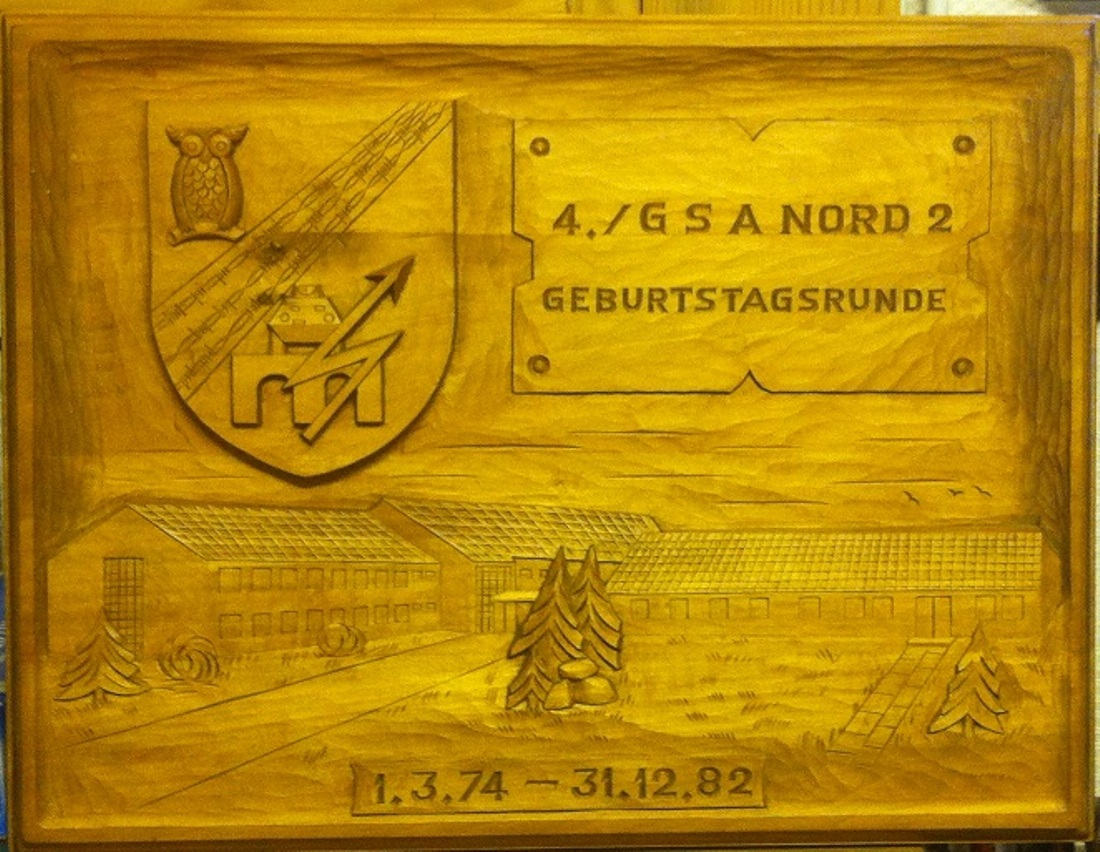 4./G S A NORD 2
GEBURTSTAGSRUNDE
1.3.74 – 31.12.82